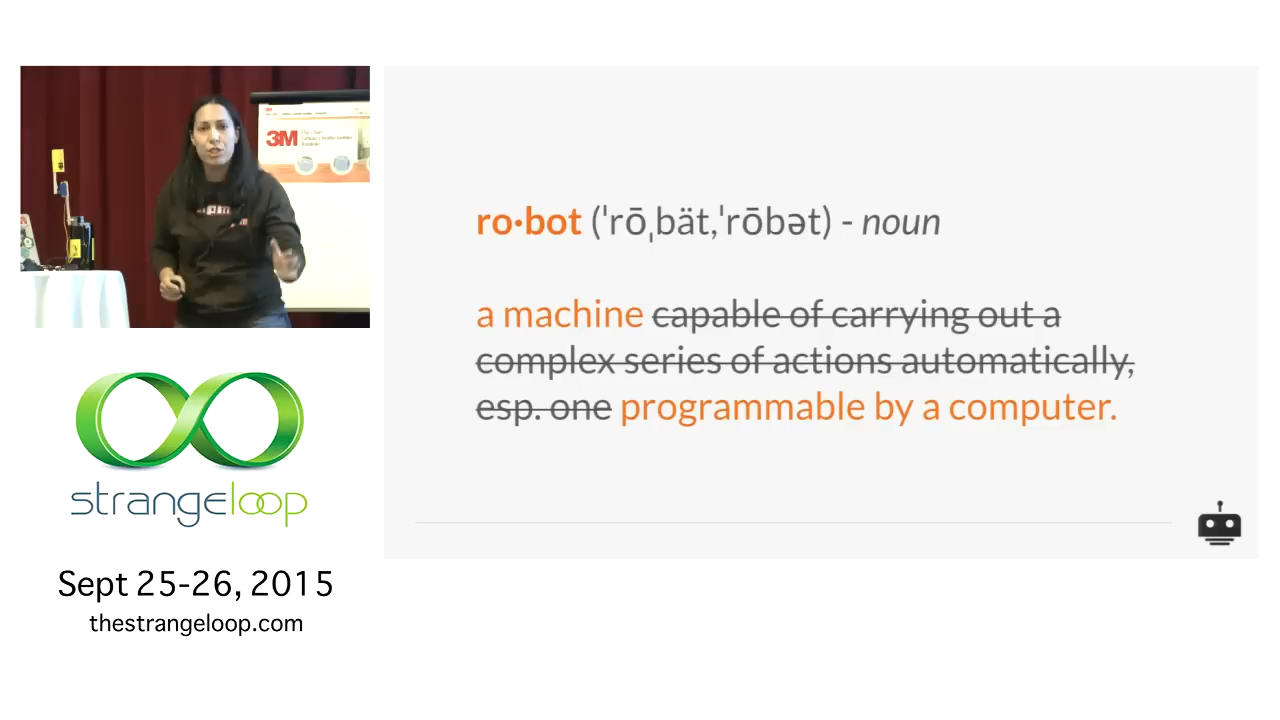 3M
ro·bot (ˈrōˌbät,ˈrōbət) - noun
a machine capable of carrying out a
complex series of actions automatically,
esp. one programmable by a computer.
strangeloop
Sept 25-26, 2015
thestrangeloop.com